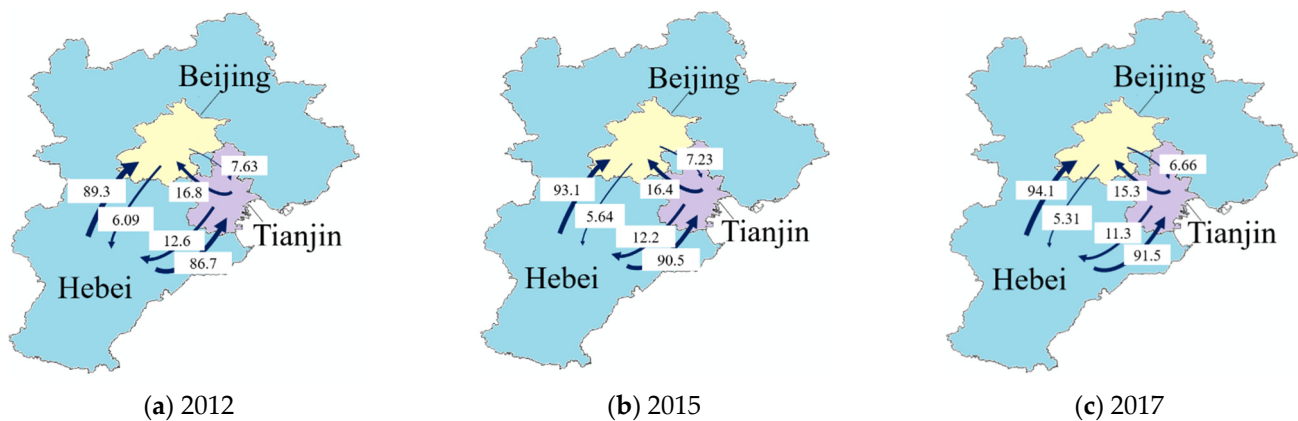 Beijing
7.63
89.3
16.8
6.09
12.6
Tianjin
86.7
Hebei
(a) 2012
Beijing
7.23
93.1
16.4
5.64
12.2
Tianjin
90.5
Hebei
(b) 2015
Beijing
6.66
94.1
15.3
5.31
11.3
Tianjin
91.5
Hebei
(c) 2017